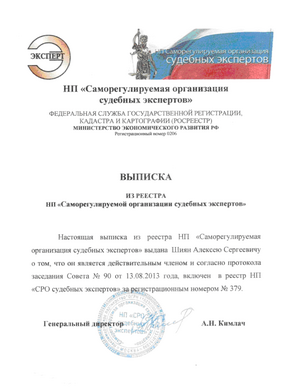 ЭКСПЕРТ
Саморегулируемая организация
судебных экспертов
НП «Саморегулируемая организация
судебных экспертов»
ФЕДЕРАЛЬНАЯ СЛУЖБА ГОСУДАРСТВЕННОЙ РЕГИСТРАЦИИ,
КАДАСТРА И КАРТОГРАФИИ (РОСРЕЕСТР)
МИНИСТЕРСТВО ЭКОНОМИЧЕСКОГО РАЗВИТИЯ РФ
Регистрационный номер 0206
ВЫПИСКА
ИЗ РЕЕСТРА
НП «Саморегулируемой организации судебных экспертов»
Настоящая выписка из реестра НП «Саморегулируемая
организация судебных экспертов» выдана Шиян Алексею Сергеевичу
о том, что он является действительным членом и согласно протокола
заседания Совета № 90 от 13.08.2013 года, включен в реестр НП
«СРО судебных экспертов» за регистрационным номером № 379.
Генеральный директор
А.Н. Кимлач
НП «СРО
судебных
экспертов»